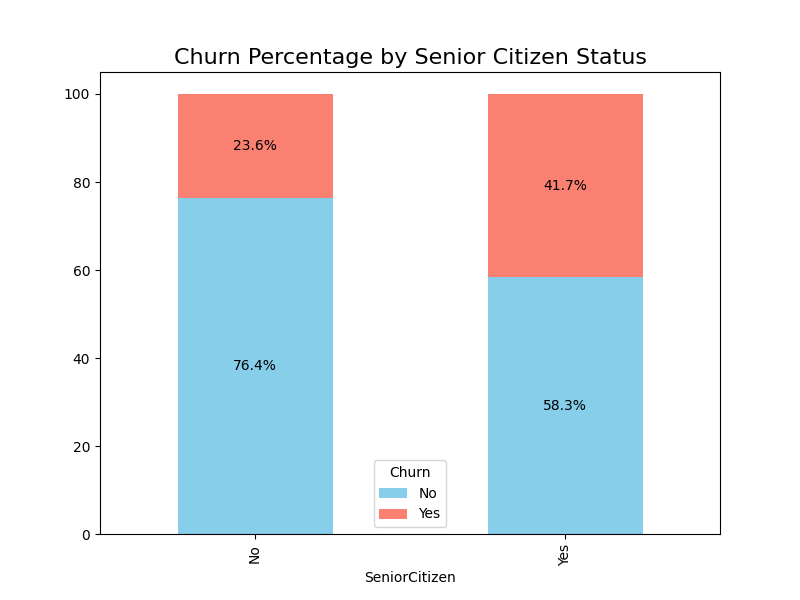 Churn Percentage by Senior Citizen Status
100
80
60
40
20
0
23.6%
41.7%
76.4%
58.3%
Churn
No
Yes
No
Yes
SeniorCitizen